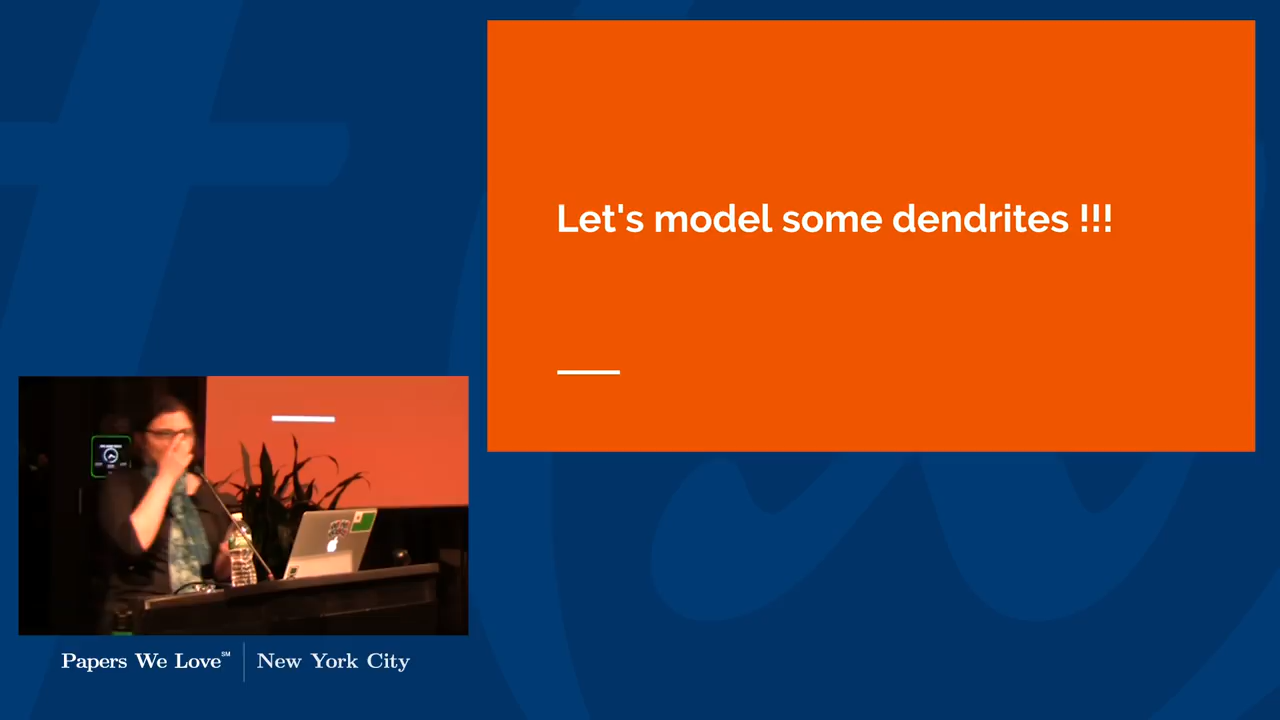 Let's model some dendrites !!!
Papers We Love℠ | New York City